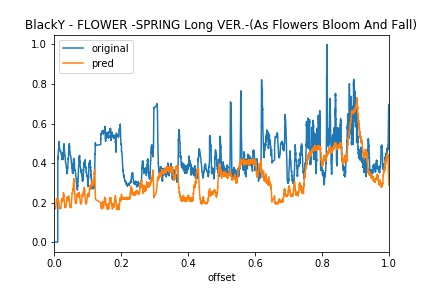 BlackY - FLOWER -SPRING Long VER.-(As Flowers Bloom And Fall)
1.0
0.8
0.6
0.4
0.2
0.0
original
pred
0.0 0.2 0.4 0.6 0.8 1.0
offset